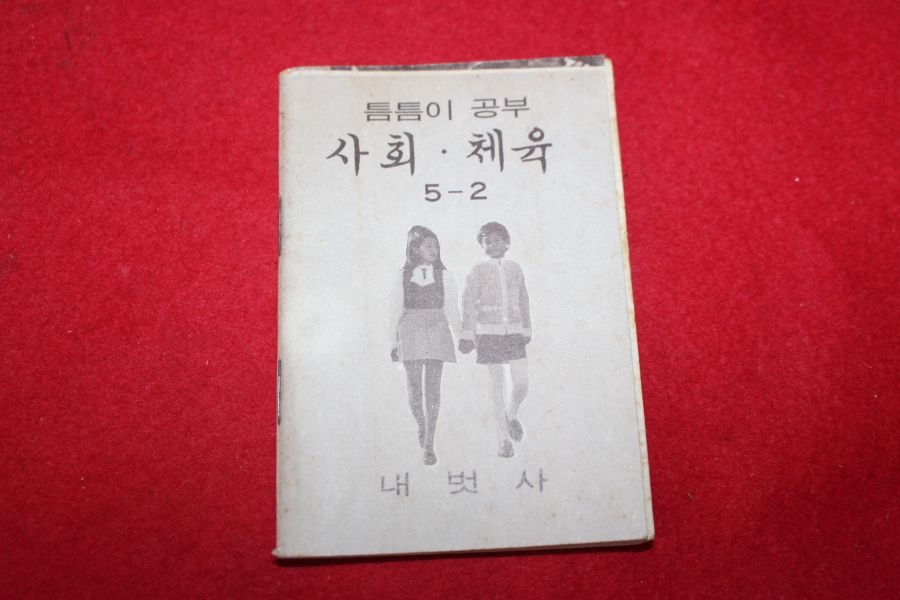 틈틈이 공부
사회 · 체육
5-2
내 벗 사